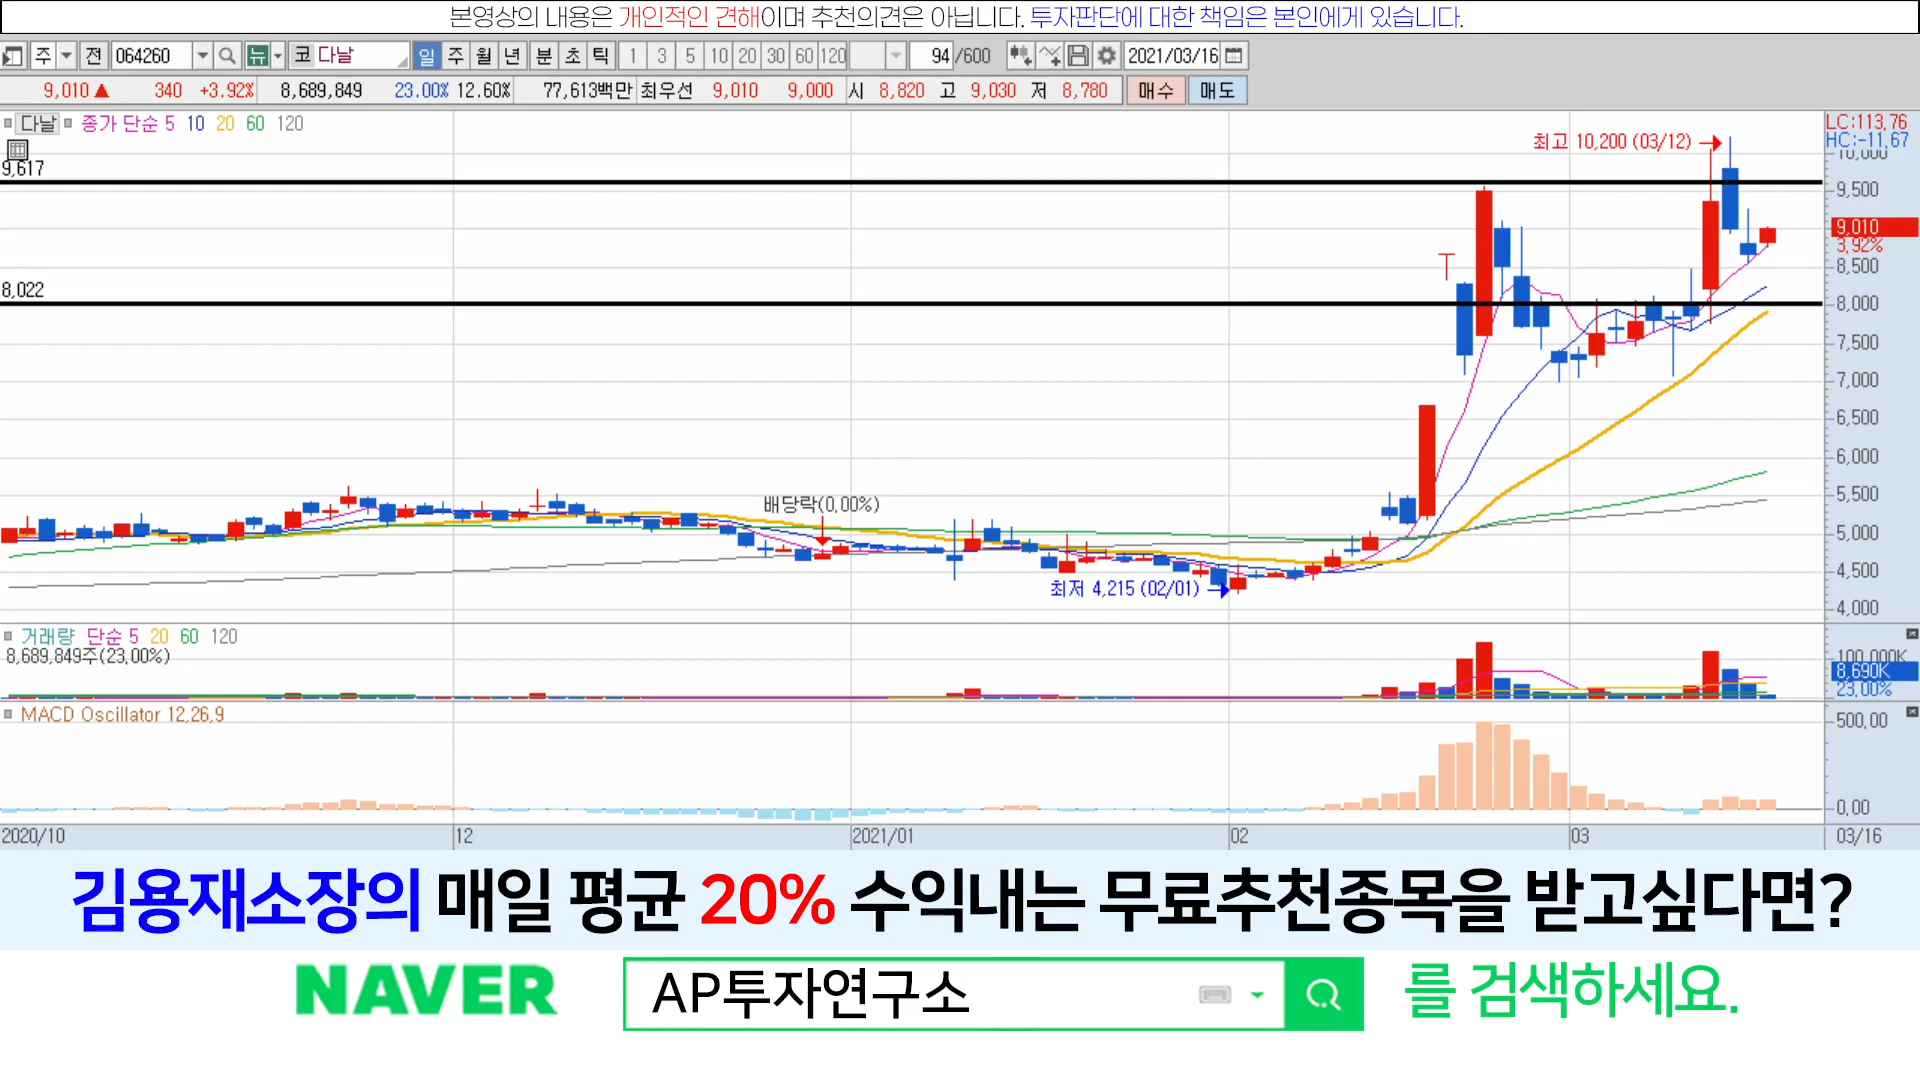 본영상의 내용은 개인적인 견해이며 추천의견은 아닙니다. 투자판단에 대한 책임은 본인에게 있습니다.
주 전 064260 뉴 코 다날 일 주 월 년 분 초 틱 1 3 5 10 20 30 60 120 94 /600 2021/03/16
9,010 ▲ 340 +3.92% 8,689,849 23.00% 12.60% 77,613백만 최우선 9,010 9,000 시 8,820 고 9,030 저 8,780 매수 매도
다날 종가 단순 5 10 20 60 120
LC:113.76
HC:-11.67
최고 10,200 (03/12)
10,000
9,617
9,500
9,010
3.92%
8,500
8,022
8,000
7,500
7,000
6,500
6,000
5,500
배당락(0.00%)
5,000
4,500
최저 4,215 (02/01)
4,000
거래량 단순 5 20 60 120
8,689,849주(23.00%)
100,000K
8,690K
23.00%
MACD Oscillator 12,26,9
500.00
0.00
2020/10 12 2021/01 02 03 03/16
김용재소장의 매일 평균 20% 수익내는 무료추천종목을 받고싶다면?
NAVER AP투자연구소 를 검색하세요.